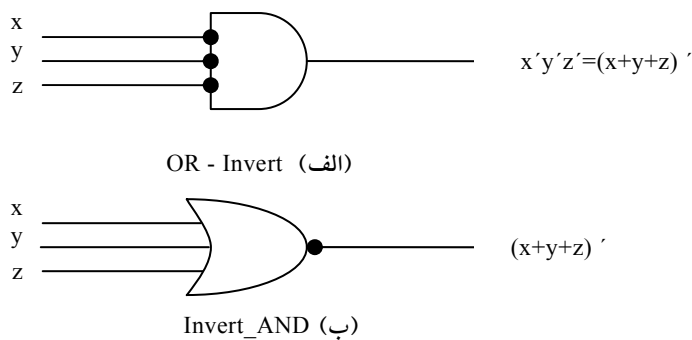 x
y
z
x´y´z´=(x+y+z) ´
OR - Invert (الف)
x
y
z
(x+y+z) ´
Invert_AND (ب)